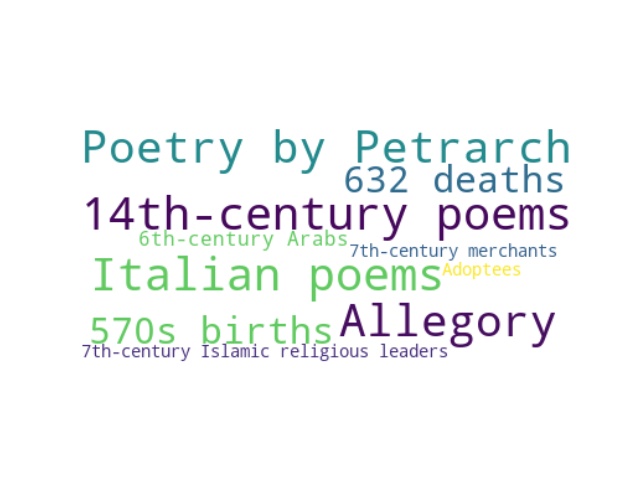 Poetry by Petrarch
632 deaths
14th-century poems
6th-century Arabs
7th-century merchants
Italian poems
Adoptees
570s births
Allegory
7th-century Islamic religious leaders